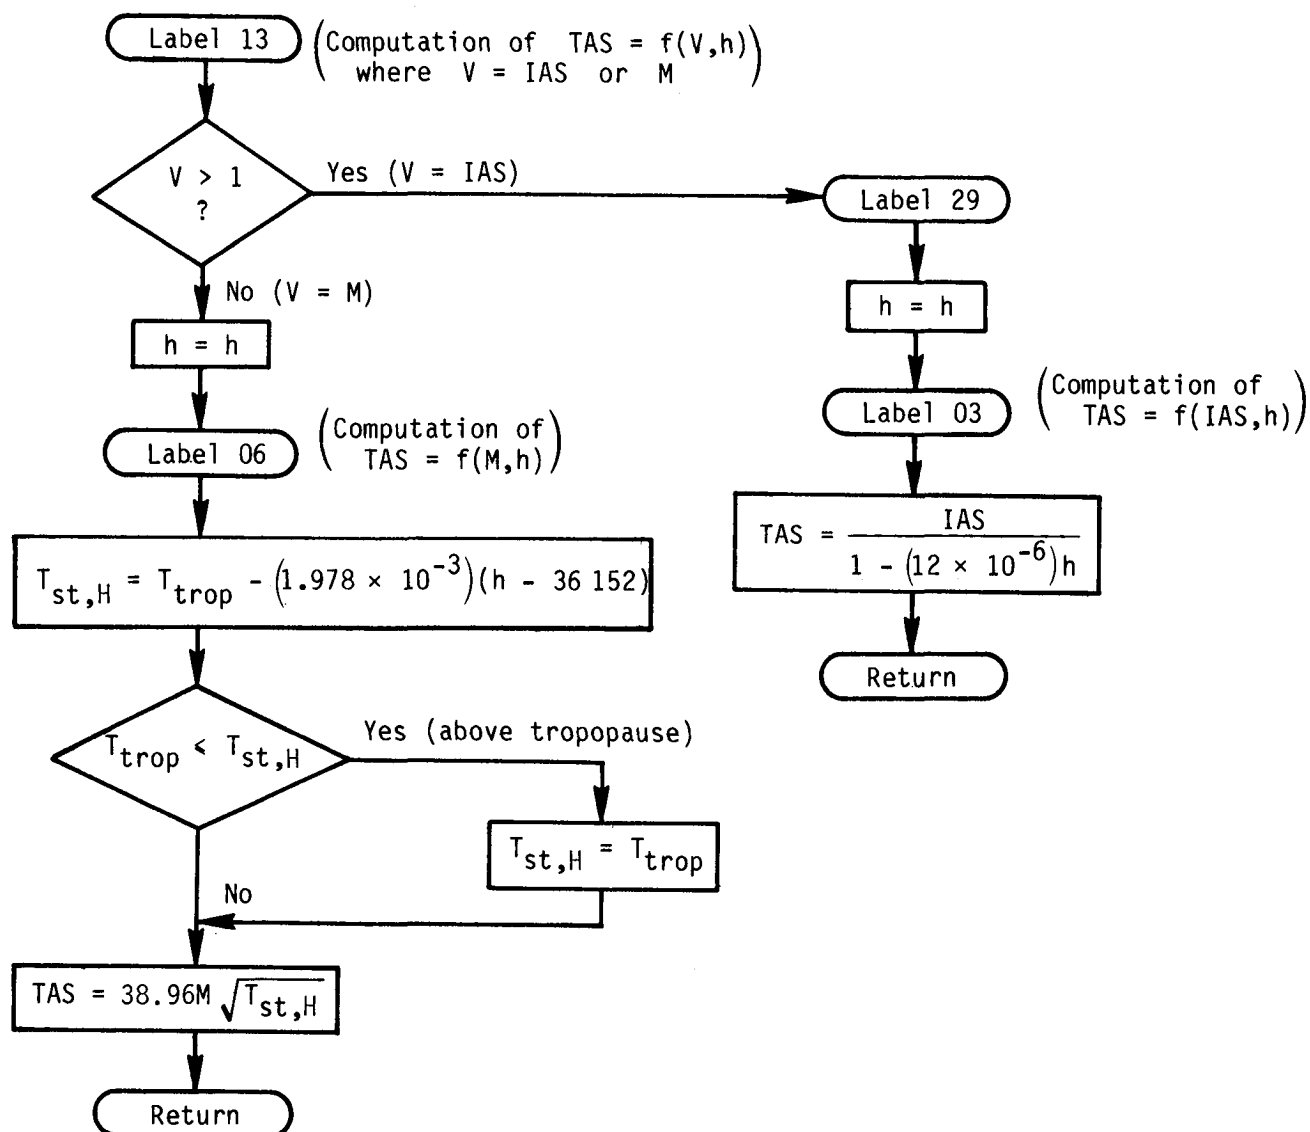 Label 13
(Computation of TAS = f(V,h)
where V = IAS or M)
V > 1
?
Yes (V = IAS)
No (V = M)
h = h
Label 06
(Computation of
TAS = f(M,h))
T_st,H = T_trop - (1.978 × 10^-3)(h - 36 152)
T_trop ⩽ T_st,H
Yes (above tropopause)
T_st,H = T_trop
No
TAS = 38.96M √T_st,H
Return
Label 29
h = h
Label 03
(Computation of
TAS = f(IAS,h))
TAS = IAS / 1 - (12 × 10^-6)h
Return